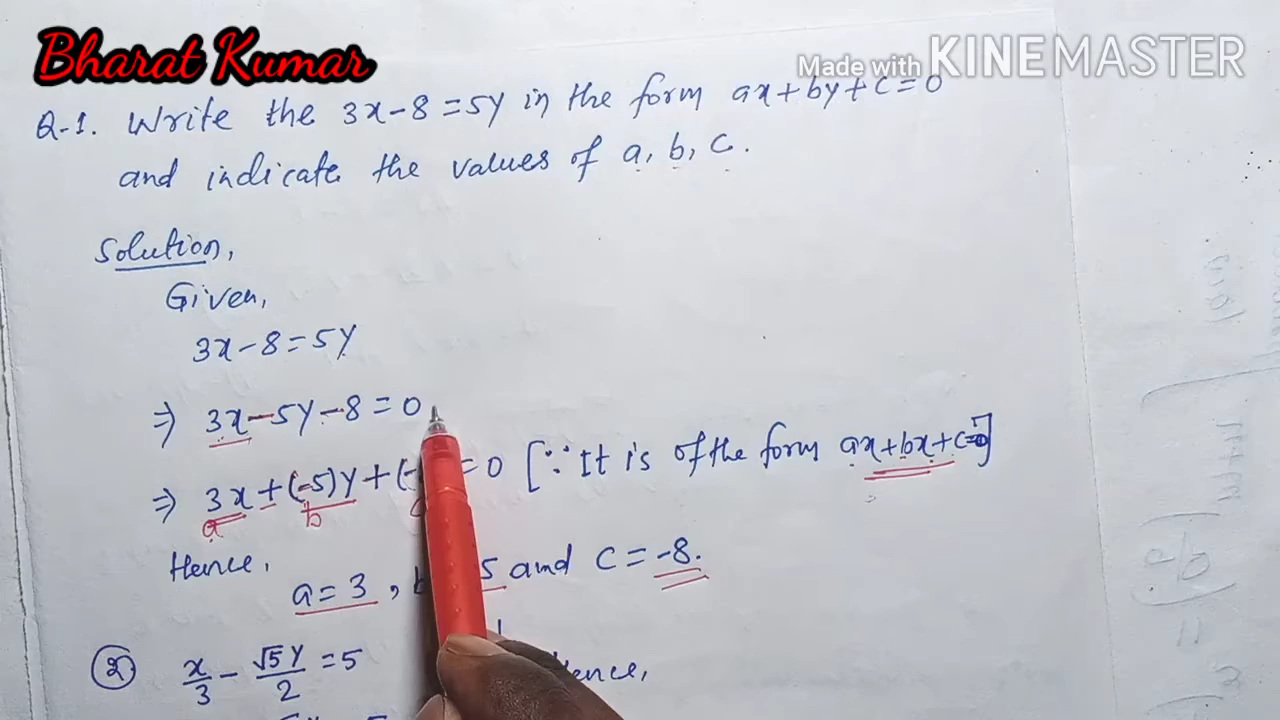 Bharat Kumar
Made with KINEMASTER
Q-1. Write the 3x-8=5y in the form ax+by+c=0
and indicate the values of a, b, c.
Solution,
Given,
3x-8=5y
⇒ 3x-5y-8=0
⇒ 3x+(-5)y+(- =0 [∵ It is of the form ax+bx+c=0]
a b
Hence,
a=3, 5 and c=-8.
② x/3 - √5y/2 = 5